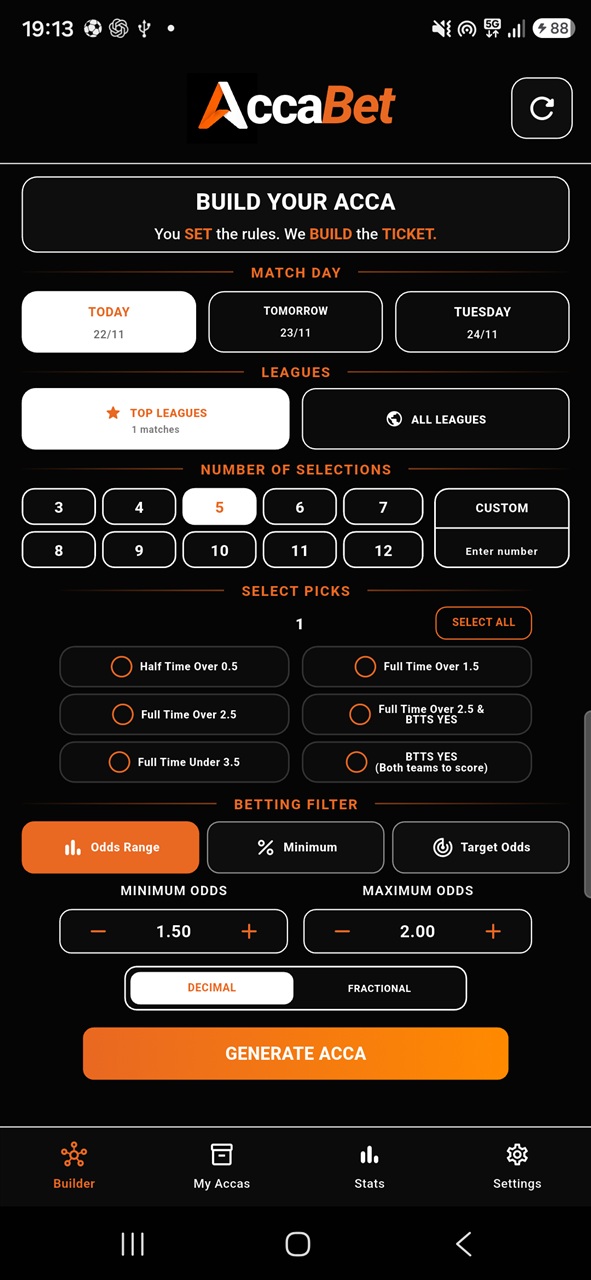 19:13
5G
88
AccaBet
BUILD YOUR ACCA
You SET the rules. We BUILD the TICKET.
MATCH DAY
TODAY
22/11
TOMORROW
23/11
TUESDAY
24/11
LEAGUES
TOP LEAGUES
1 matches
ALL LEAGUES
NUMBER OF SELECTIONS
3 4 5 6 7
CUSTOM
8 9 10 11 12
Enter number
SELECT PICKS
1
SELECT ALL
Half Time Over 0.5
Full Time Over 1.5
Full Time Over 2.5
Full Time Over 2.5 &
BTTS YES
Full Time Under 3.5
BTTS YES
(Both teams to score)
BETTING FILTER
Odds Range
Minimum
Target Odds
MINIMUM ODDS
MAXIMUM ODDS
− 1.50 +
− 2.00 +
DECIMAL
FRACTIONAL
GENERATE ACCA
Builder
My Accas
Stats
Settings